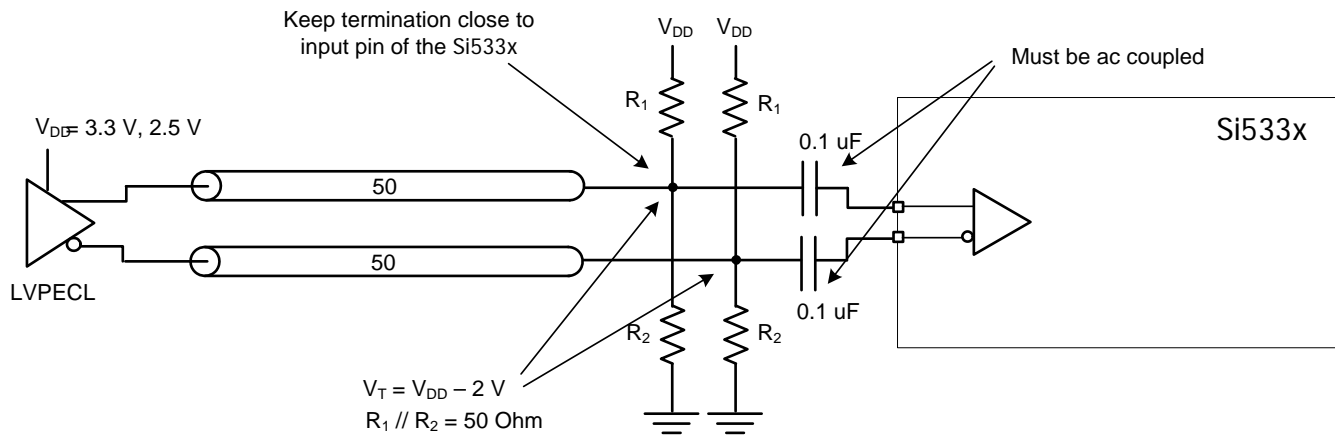 Keep termination close to
input pin of the Si533x
V_DD V_DD
Must be ac coupled
R_1 R_1
Si533x
V_DD= 3.3 V, 2.5 V
0.1 uF
50
50
LVPECL
0.1 uF
R_2 R_2
V_T = V_DD – 2 V
R_1 // R_2 = 50 Ohm